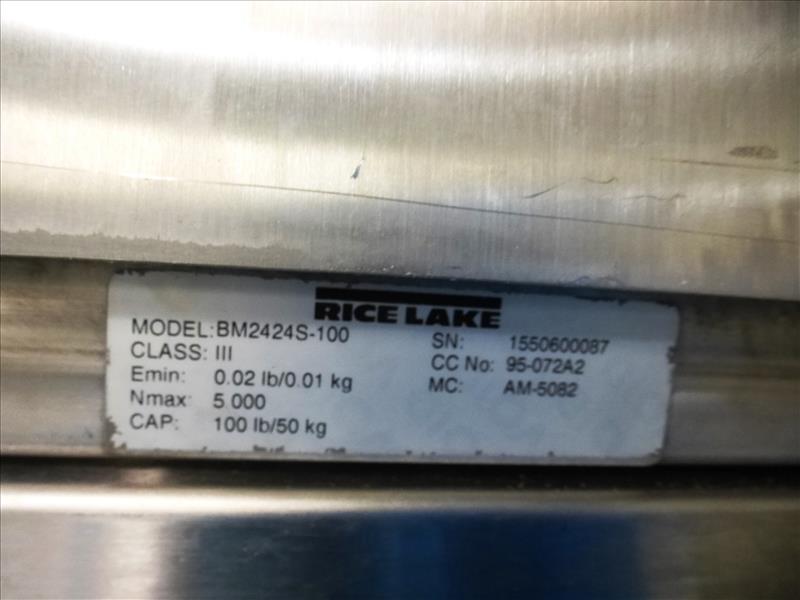 RICE LAKE
MODEL: BM2424S-100
CLASS: III
Emin: 0.02 lb/0.01 kg
Nmax: 5 000
CAP: 100 lb/50 kg
SN: 1550600087
CC No: 95-072A2
MC: AM-5082